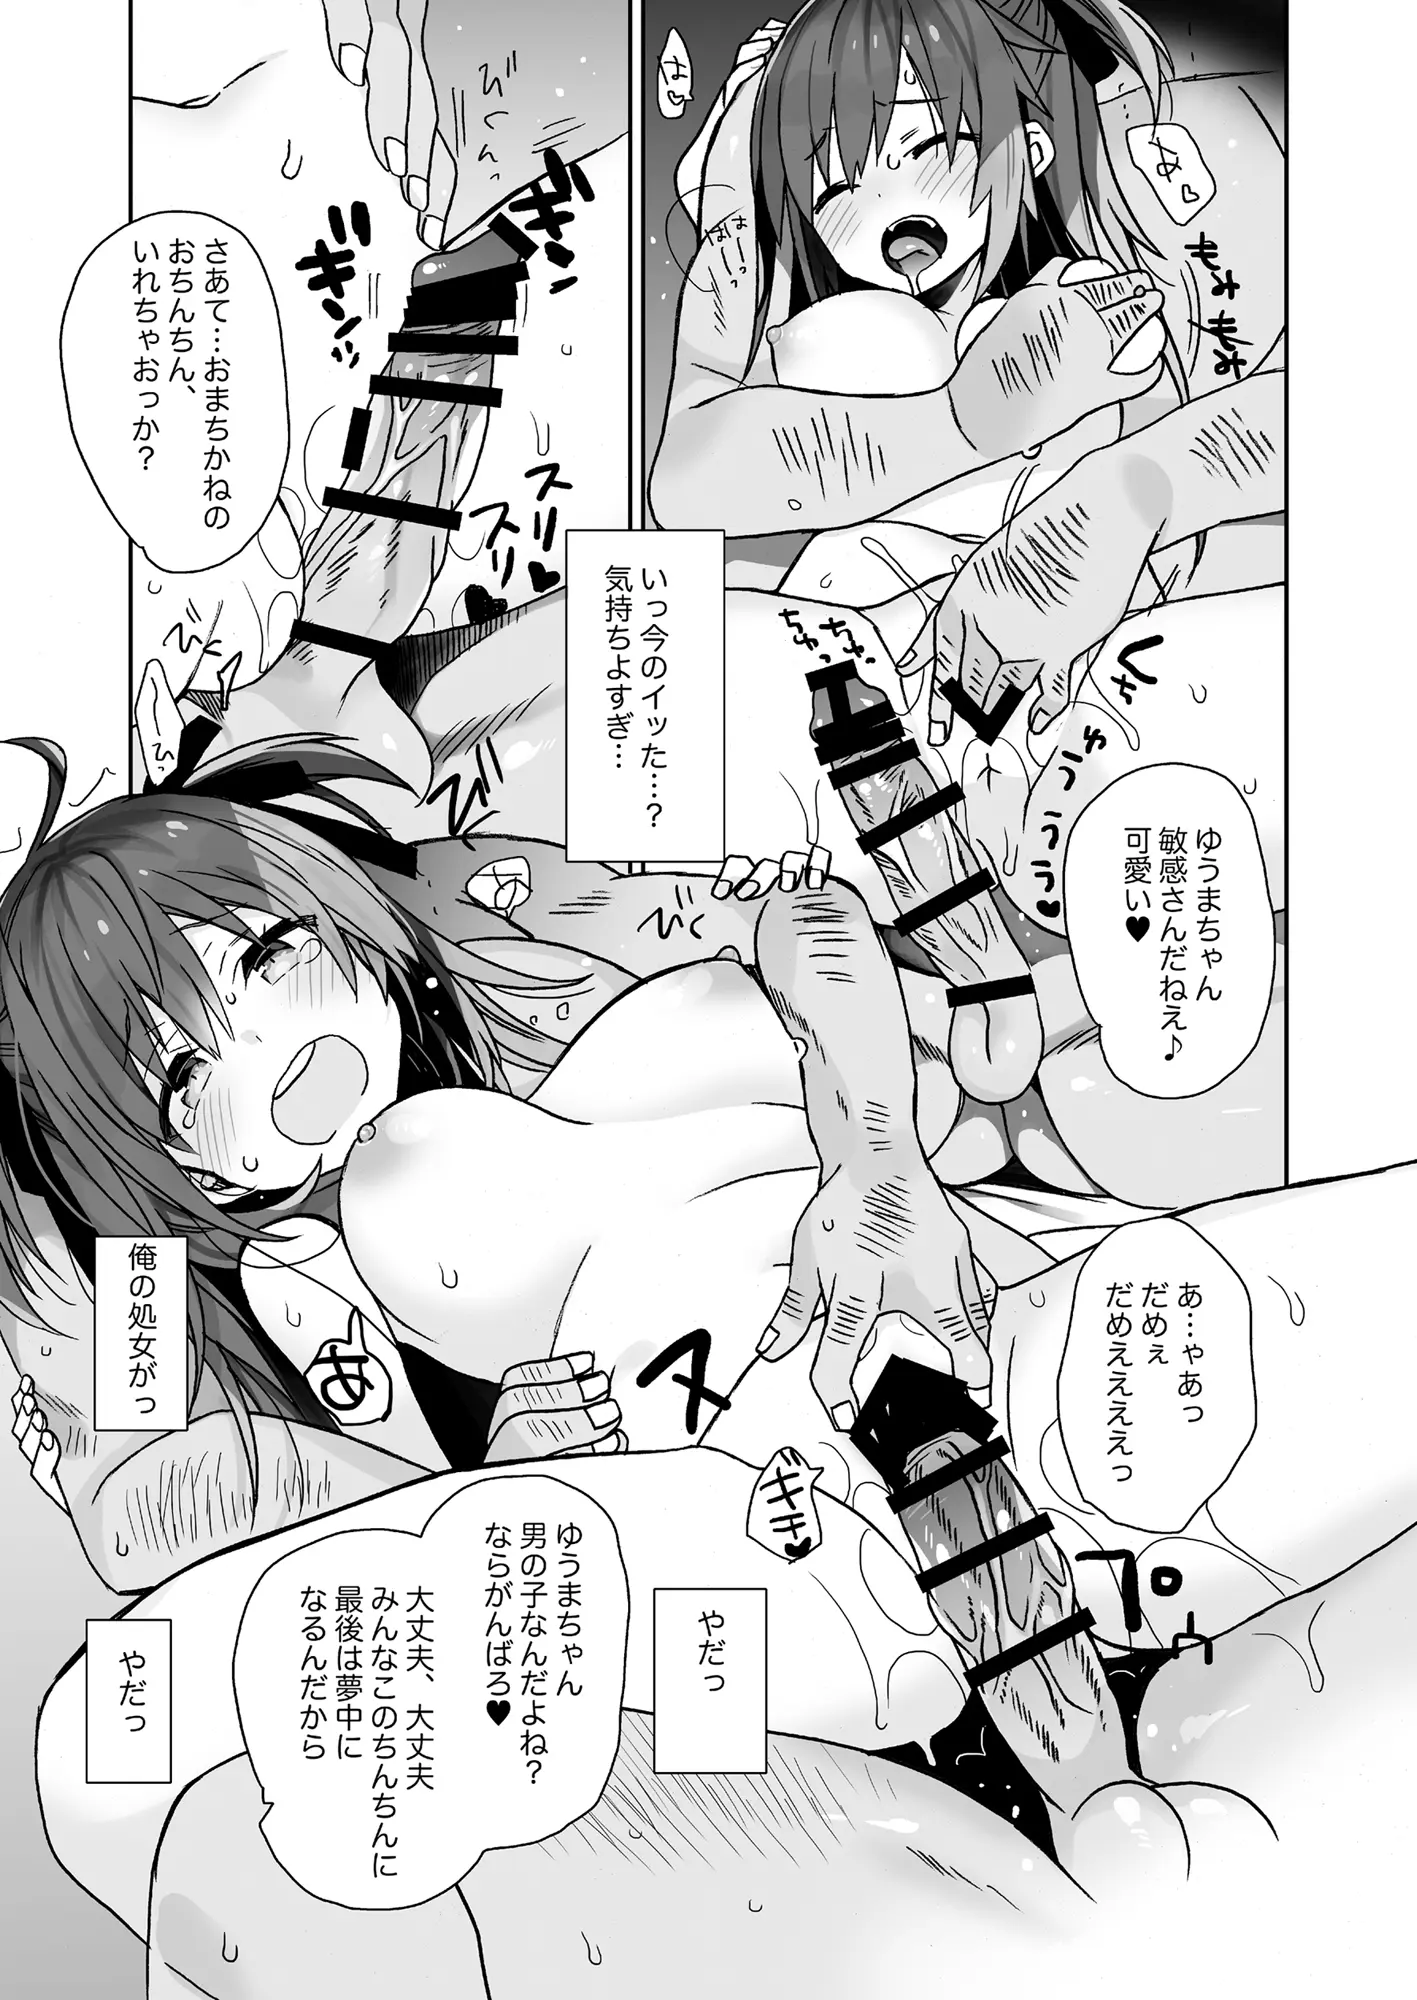 は♥
あ♥
はーっ
はーっ
もみ
もみ
ちゅっ
ちゅっ
くち
ゅううう♥
ゆうまちゃん
敏感さんだねえ♪
可愛い♥
いっ今のイッた…?
気持ちよすぎ…
びくっ
ギンッ
ギンッ
スリ
スリ♥
さあて…おまちかねの
おちんちん、
いれちゃおっか?
びく
びく
あ…ゃあっ
だめぇ
だめえええええっ
ヌ
プ
ギチ♥
あ
俺の処女がっ
やだっ
ゆうまちゃん
男の子なんだよね?
ならがんばろ♥
大丈夫、大丈夫
みんなこのちんちんに
最後は夢中に
なるんだから
やだっ